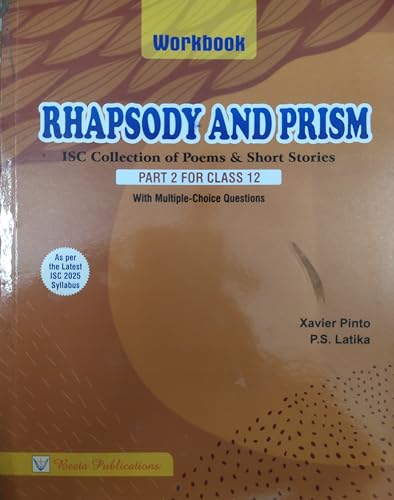 Workbook
RHAPSODY AND PRISM
ISC Collection of Poems & Short Stories
PART 2 FOR CLASS 12
With Multiple-Choice Questions
As per
the Latest
ISC 2025
Syllabus
Xavier Pinto
P.S. Latika
Beeta Publications